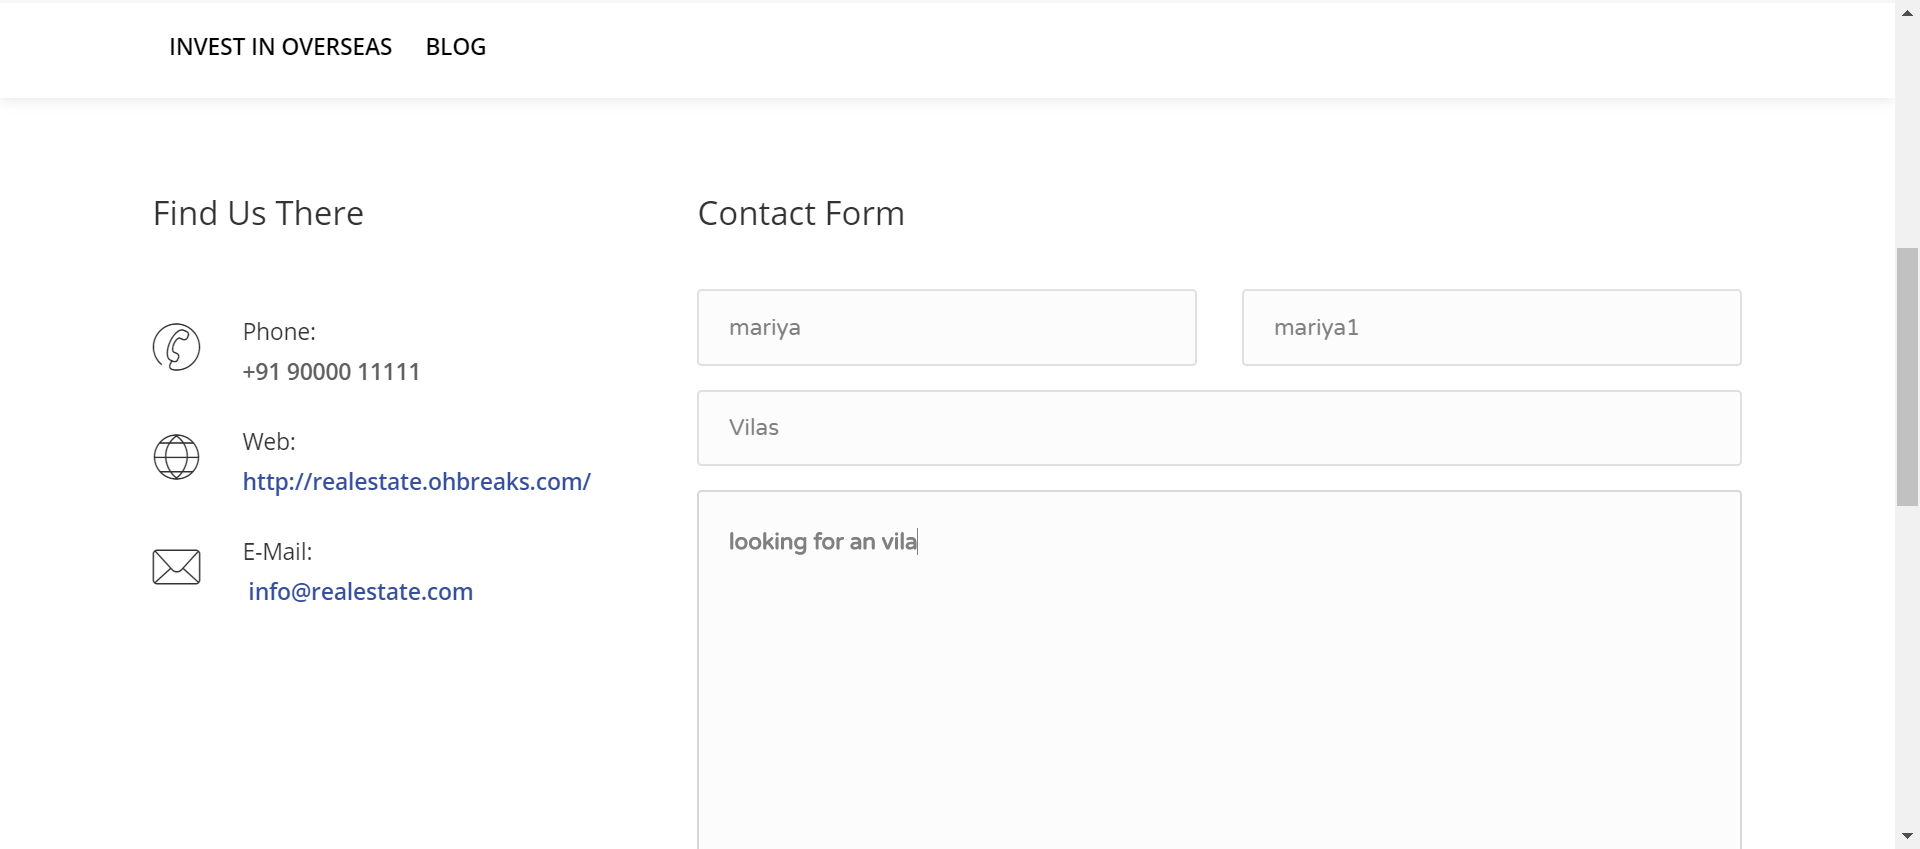 INVEST IN OVERSEAS BLOG
Find Us There
Phone:
+91 90000 11111
Web:
http://realestate.ohbreaks.com/
E-Mail:
info@realestate.com
Contact Form
mariya
mariya1
Vilas
looking for an vila